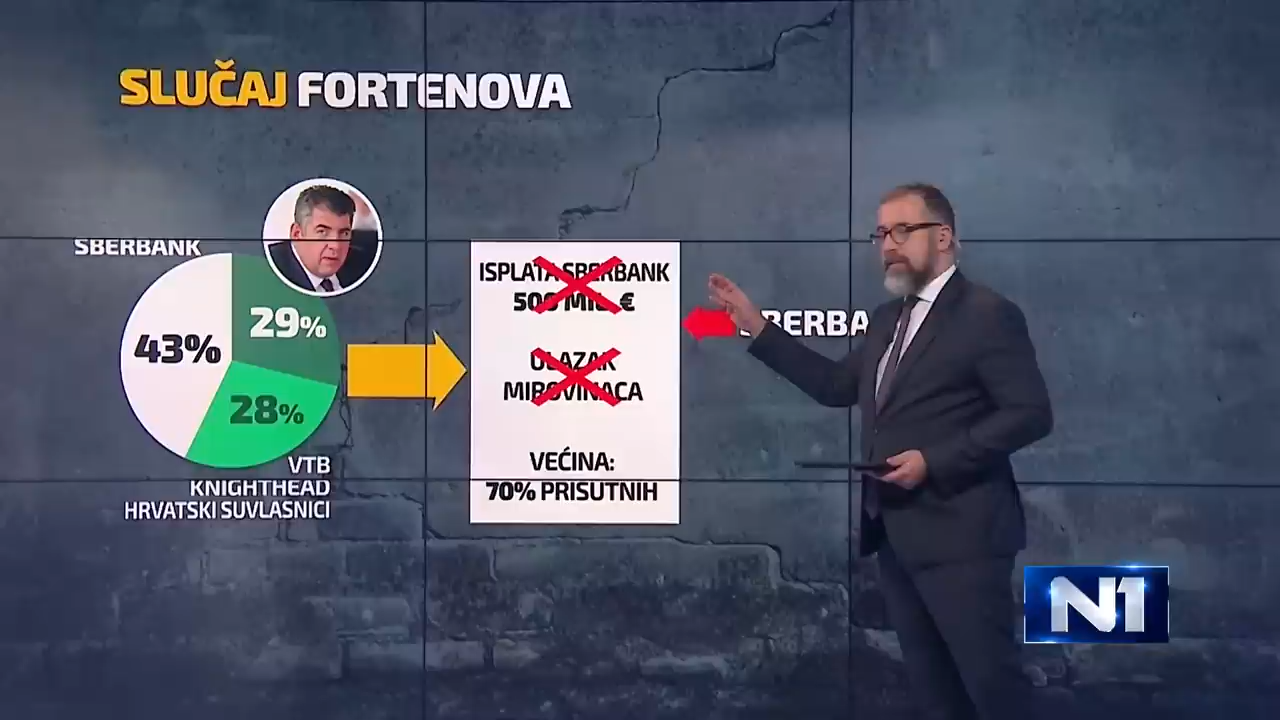 SLUČAJ FORTENOVA
SBERBANK
43%
29%
28%
VTB
KNIGHTHEAD
HRVATSKI SUVLASNICI
ISPLATA SBERBANK
500 MIL €
ULAZAK
MIROVINACA
VEĆINA:
70% PRISUTNIH
N1